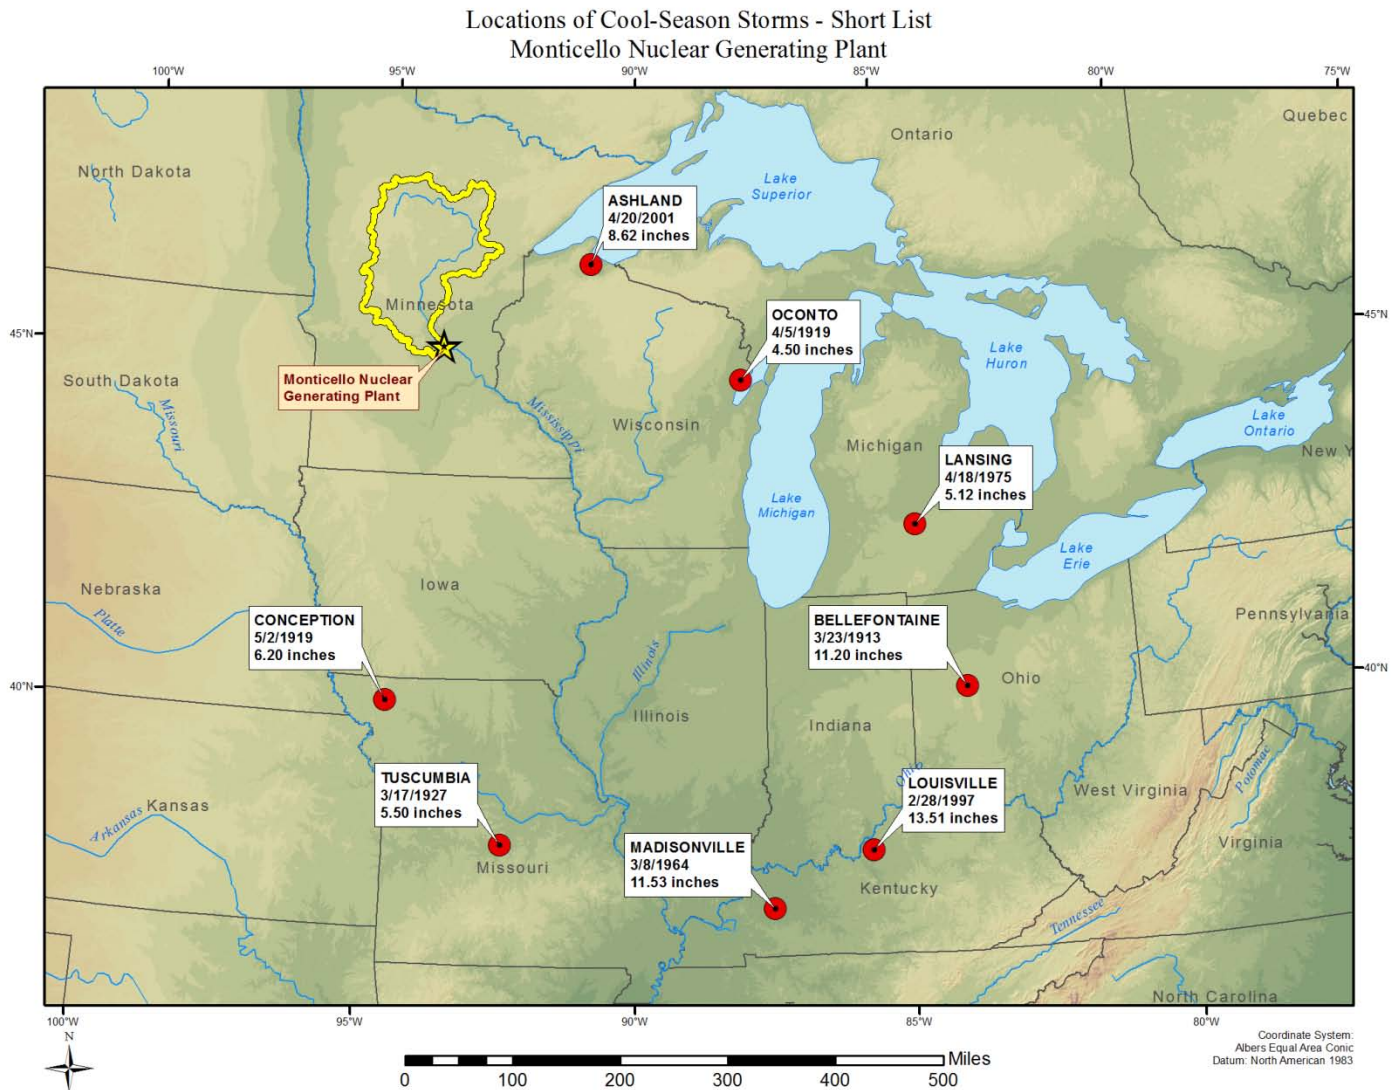 Locations of Cool-Season Storms - Short List
Monticello Nuclear Generating Plant
100°W
95°W
90°W
85°W
80°W
75°W
Quebec
Ontario
North Dakota
Lake
Superior
ASHLAND
4/20/2001
8.62 inches
Minnesota
OCONTO
4/5/1919
4.50 inches
45°N
45°N
Lake
Huron
Monticello Nuclear
Generating Plant
South Dakota
Missouri
Mississippi
Wisconsin
Michigan
Lake
Ontario
New Y
LANSING
4/18/1975
5.12 inches
Lake
Michigan
Lake
Erie
Iowa
Nebraska
Platte
CONCEPTION
5/2/1919
6.20 inches
BELLEFONTAINE
3/23/1913
11.20 inches
Pennsylvania
Illinois
40°N
40°N
Ohio
Illinois
Indiana
TUSCUMBIA
3/17/1927
5.50 inches
Ohio
LOUISVILLE
2/28/1997
13.51 inches
Potomac
West Virginia
Kansas
Arkansas
Missouri
MADISONVILLE
3/8/1964
11.53 inches
Virginia
Kentucky
Tennessee
North Carolina
100°W
95°W
90°W
85°W
80°W
N
Miles
0
100
200
300
400
500
Coordinate System:
Albers Equal Area Conic
Datum: North American 1983